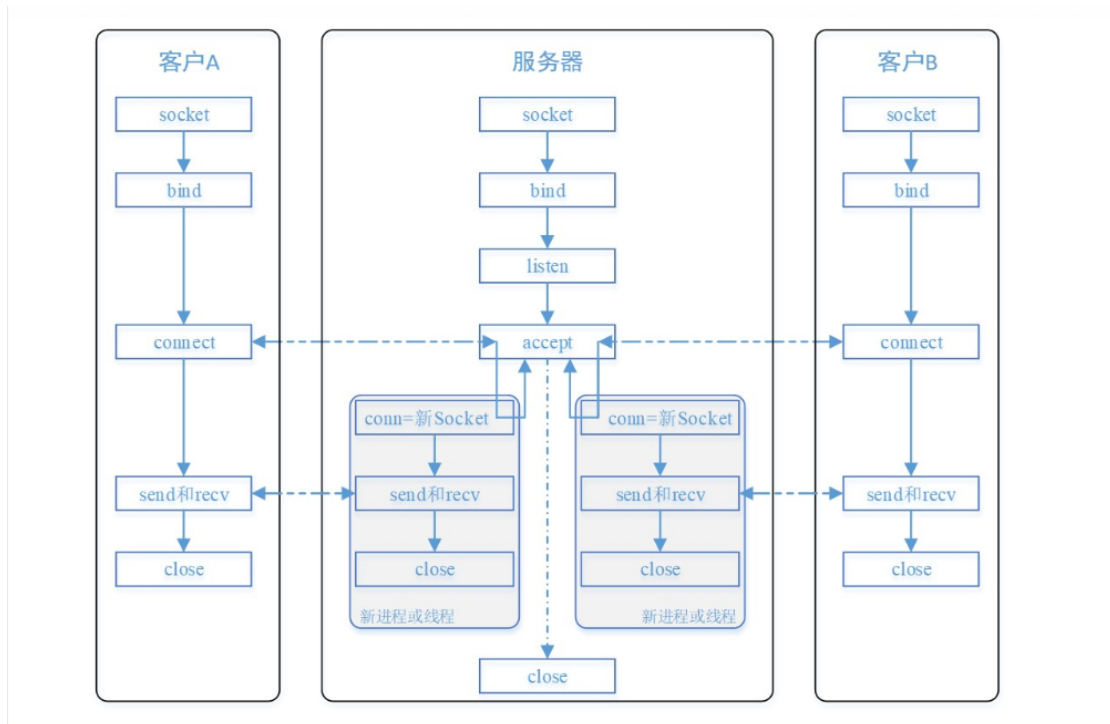 客户A
socket
bind
connect
send和recv
close
服务器
socket
bind
listen
accept
conn=新Socket
send和recv
close
新进程或线程
conn=新Socket
send和recv
close
新进程或线程
close
客户B
socket
bind
connect
send和recv
close